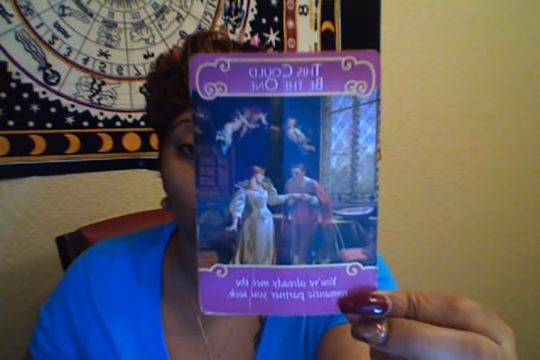 THIS COULD
BE THE ONE
You've already met the
romantic partner you seek.